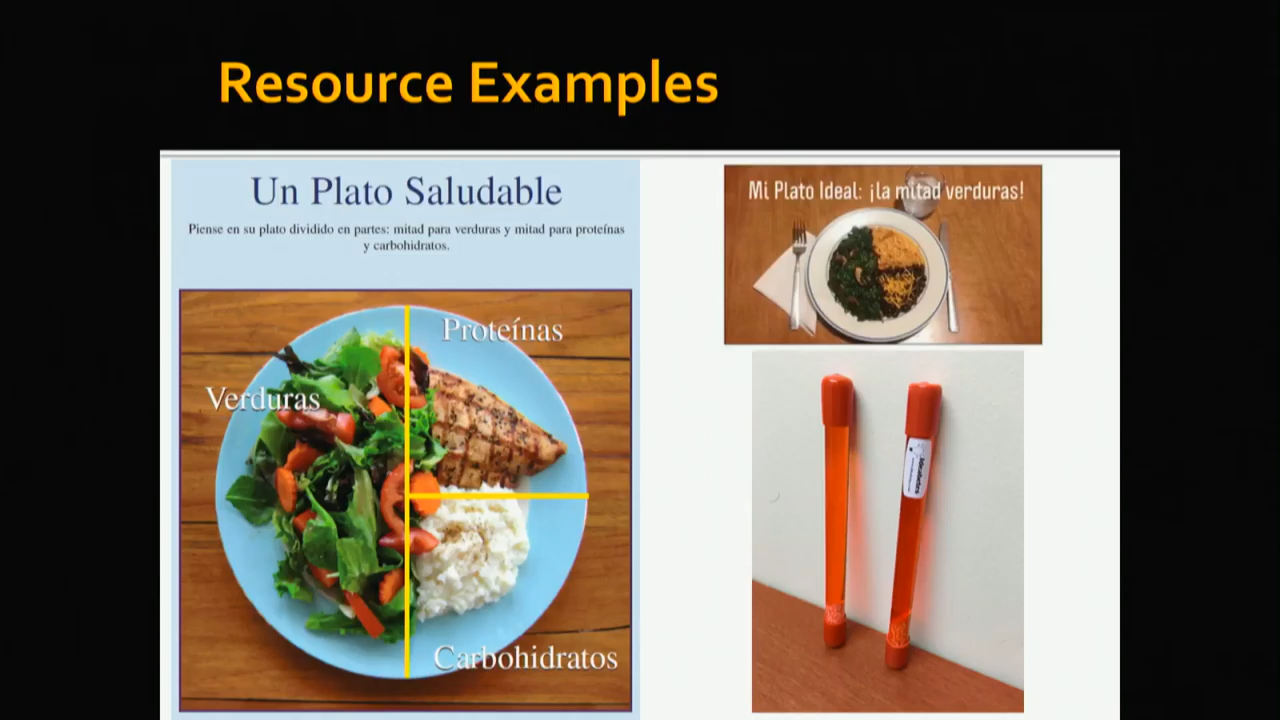 Resource Examples
Un Plato Saludable
Piense en su plato dividido en partes: mitad para verduras y mitad para proteínas
y carbohidratos.
Proteínas
Verduras
Carbohidratos
Mi Plato Ideal: ¡la mitad verduras!